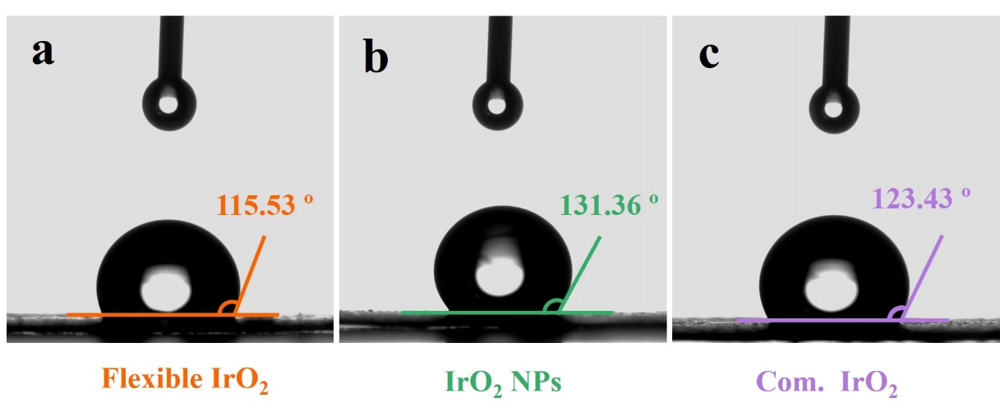 a
b
c
115.53 °
131.36 °
123.43 °
Flexible IrO₂
IrO₂ NPs
Com. IrO₂